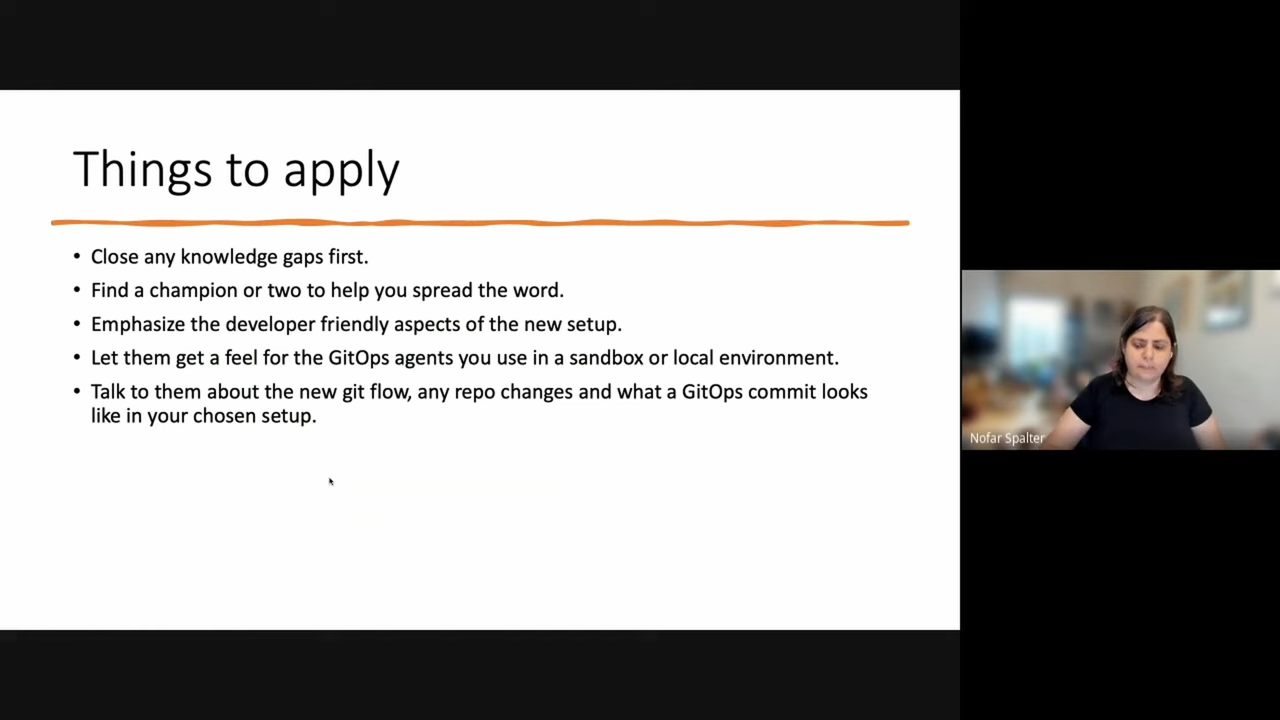 Things to apply
• Close any knowledge gaps first.
• Find a champion or two to help you spread the word.
• Emphasize the developer friendly aspects of the new setup.
• Let them get a feel for the GitOps agents you use in a sandbox or local environment.
• Talk to them about the new git flow, any repo changes and what a GitOps commit looks
like in your chosen setup.
Nofar Spalter